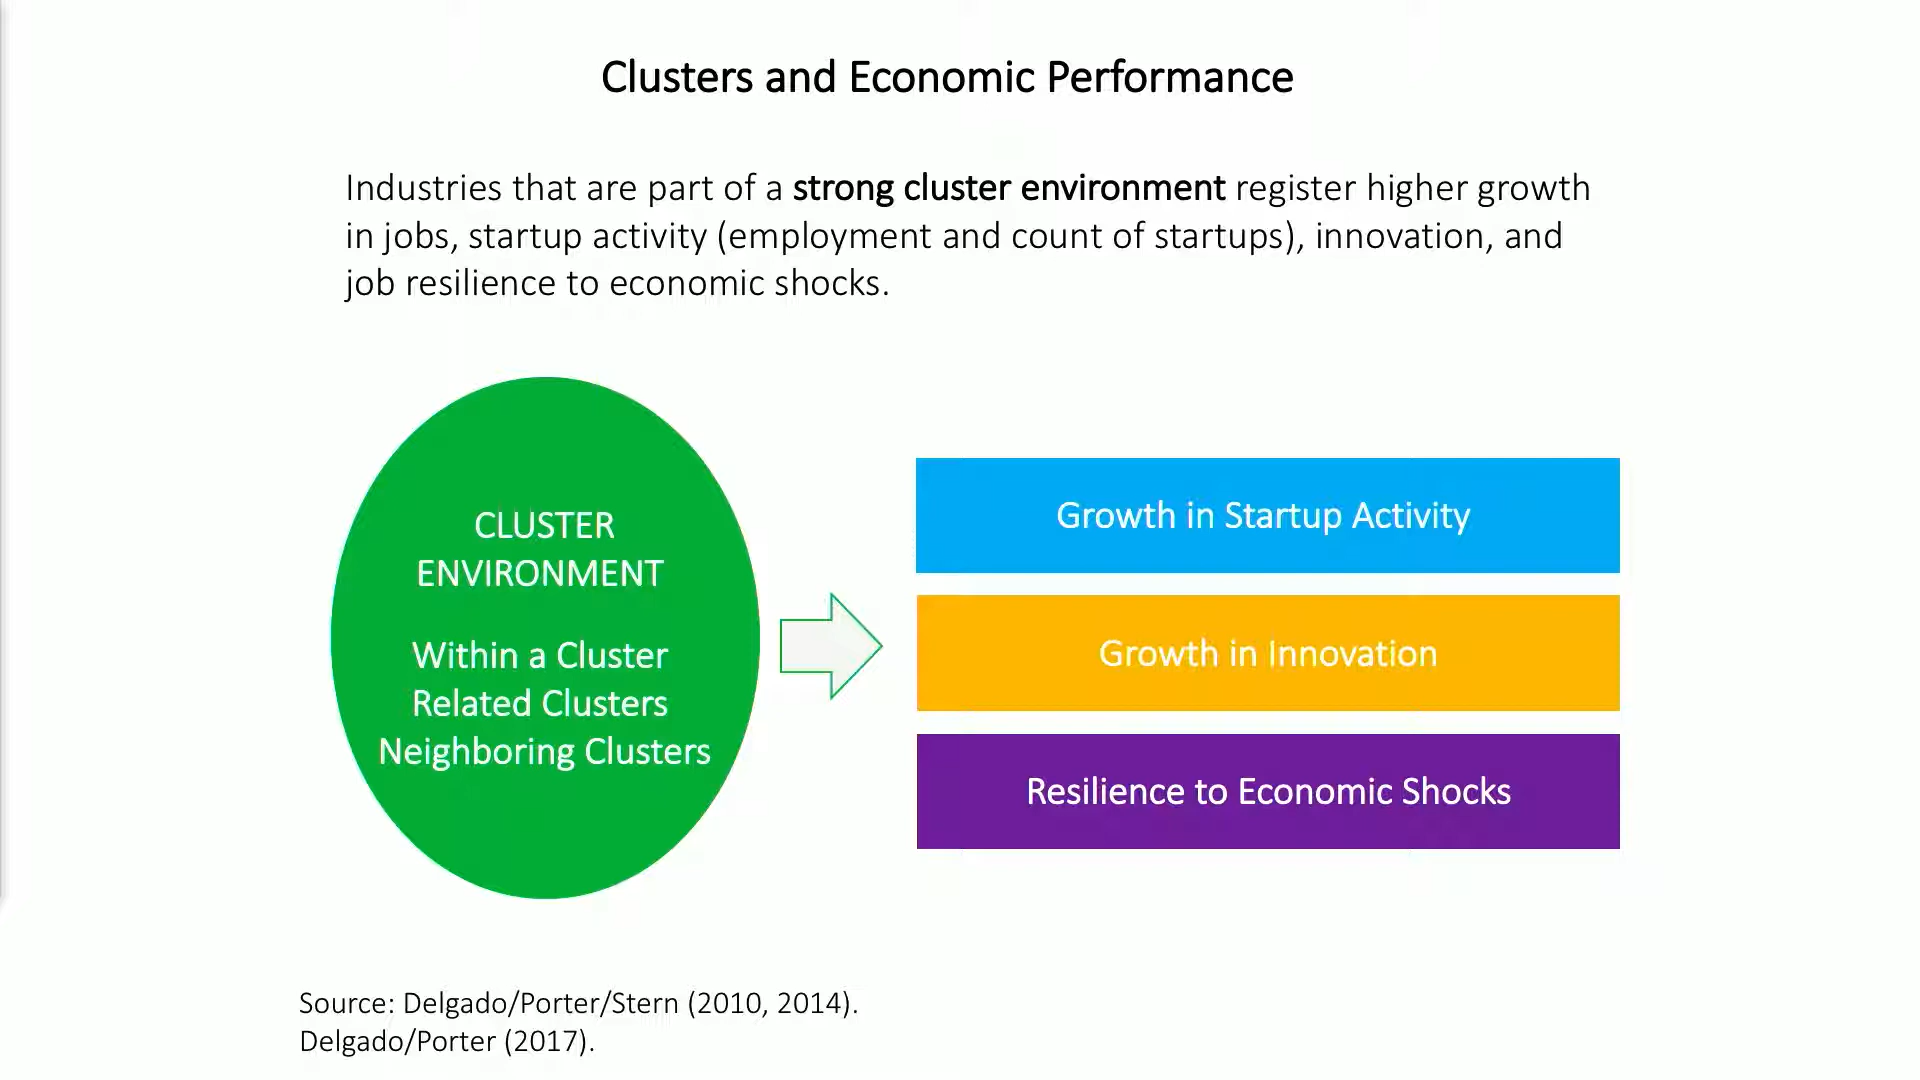 Clusters and Economic Performance
Industries that are part of a strong cluster environment register higher growth
in jobs, startup activity (employment and count of startups), innovation, and
job resilience to economic shocks.
CLUSTER
ENVIRONMENT
Within a Cluster
Related Clusters
Neighboring Clusters
Growth in Startup Activity
Growth in Innovation
Resilience to Economic Shocks
Source: Delgado/Porter/Stern (2010, 2014).
Delgado/Porter (2017).